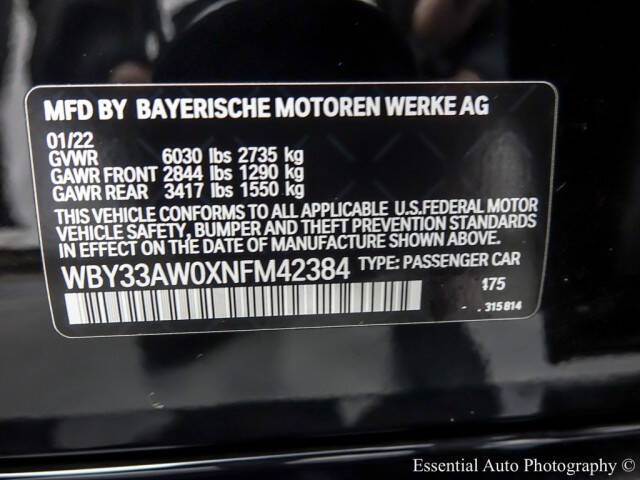 MFD BY BAYERISCHE MOTOREN WERKE AG
01/22
GVWR 6030 lbs 2735 kg
GAWR FRONT 2844 lbs 1290 kg
GAWR REAR 3417 lbs 1550 kg
THIS VEHICLE CONFORMS TO ALL APPLICABLE U.S.FEDERAL MOTOR
VEHICLE SAFETY, BUMPER AND THEFT PREVENTION STANDARDS
IN EFFECT ON THE DATE OF MANUFACTURE SHOWN ABOVE.
WBY33AW0XNFM42384 TYPE: PASSENGER CAR
475
315814
Essential Auto Photography ©